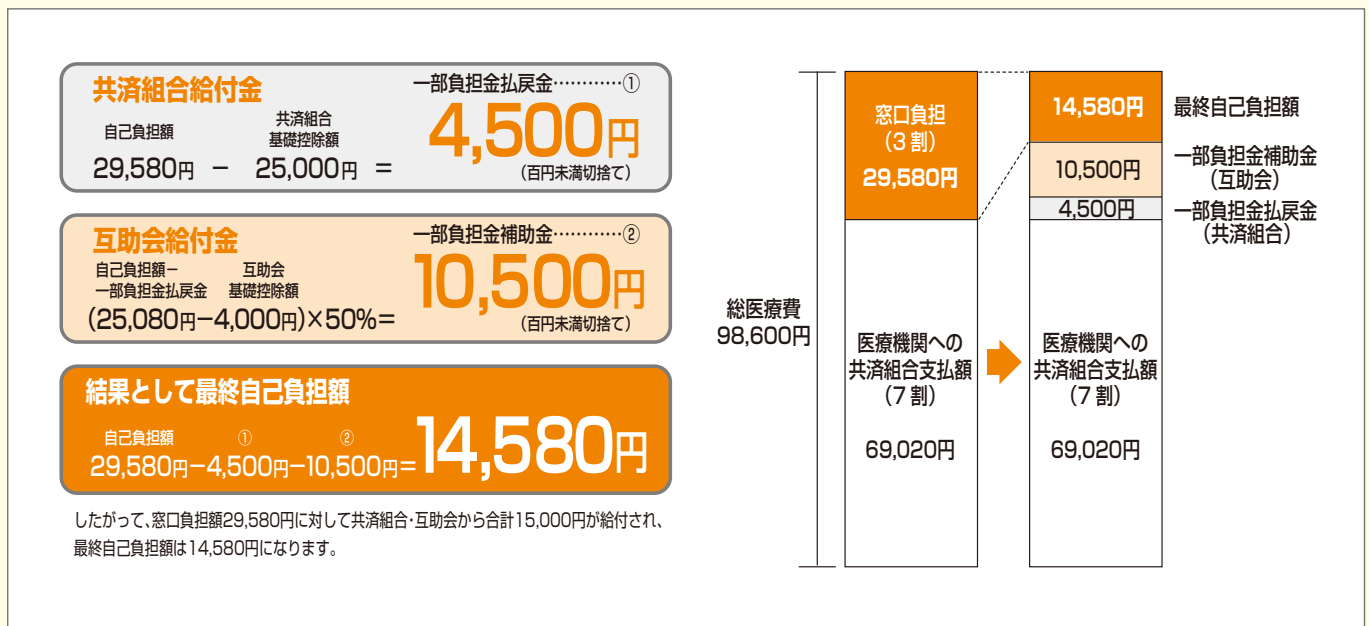 共済組合給付金
一部負担金払戻金…………①
自己負担額
共済組合
基礎控除額
29,580円 − 25,000円 =
4,500円
(百円未満切捨て)
互助会給付金
一部負担金補助金…………②
自己負担額−
一部負担金払戻金
互助会
基礎控除額
(25,080円−4,000円)×50%=
10,500円
(百円未満切捨て)
結果として最終自己負担額
自己負担額 ① ②
29,580円−4,500円−10,500円=14,580円
したがって、窓口負担額29,580円に対して共済組合・互助会から合計15,000円が給付され、
最終自己負担額は14,580円になります。
総医療費
98,600円
窓口負担
(3割)
29,580円
医療機関への
共済組合支払額
(7割)
69,020円
14,580円
最終自己負担額
10,500円
一部負担金補助金
(互助会)
4,500円
一部負担金払戻金
(共済組合)
医療機関への
共済組合支払額
(7割)
69,020円